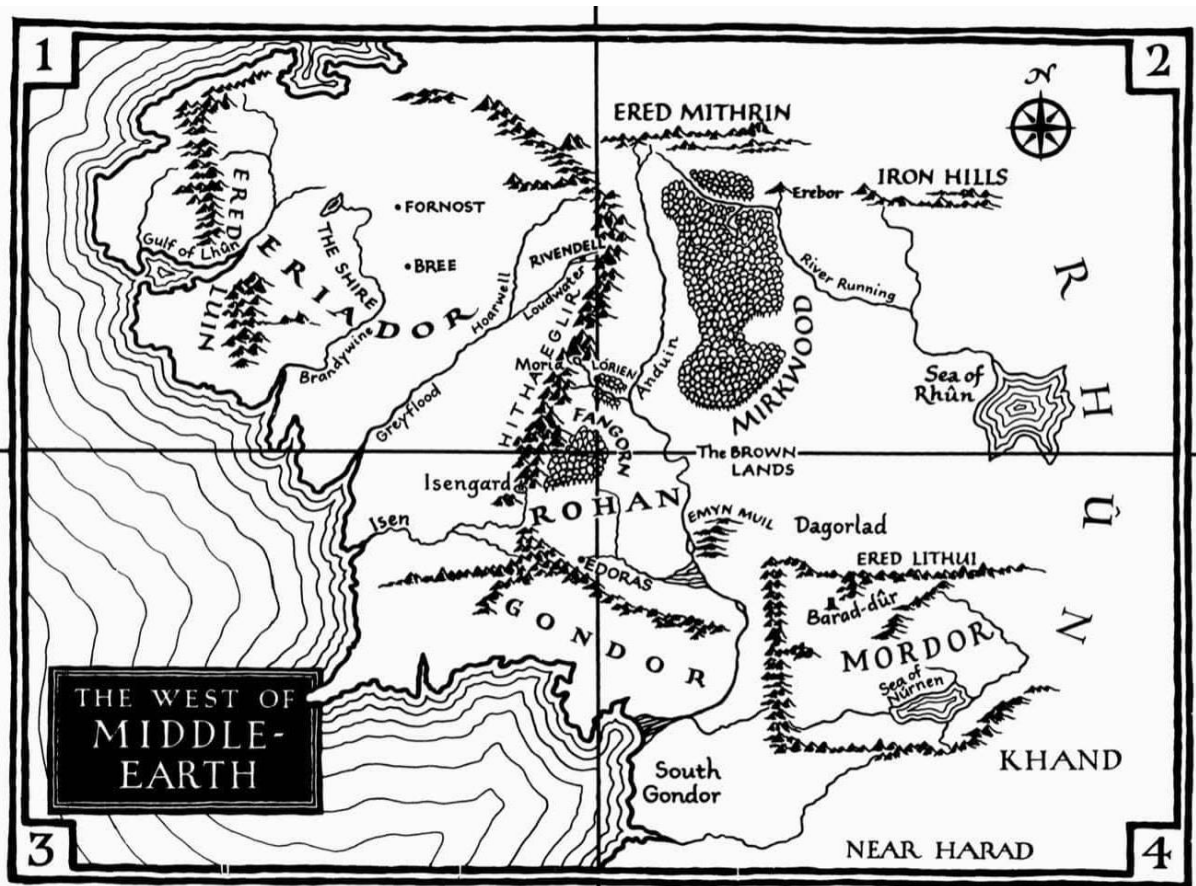 1
2
N
ERED MITHRIN
Erebor
IRON HILLS
ERED
LUIN
Gulf of Lhûn
ERIADOR
THE SHIRE
FORNOST
BREE
RIVENDELL
Hoarwell
Loudwater
Brandywine
Greyflood
HITHAEGLIR
Moria
LÓRIEN
Anduin
FANGORN
MIRKWOOD
River Running
Sea of
Rhûn
RHÛN
The BROWN
LANDS
Isengard
Isen
ROHAN
EMYN MUIL
Dagorlad
EDORAS
ERED LITHUI
Barad-dûr
GONDOR
MORDOR
Sea of
Núrnen
THE WEST OF
MIDDLE-
EARTH
South
Gondor
KHAND
NEAR HARAD
3
4